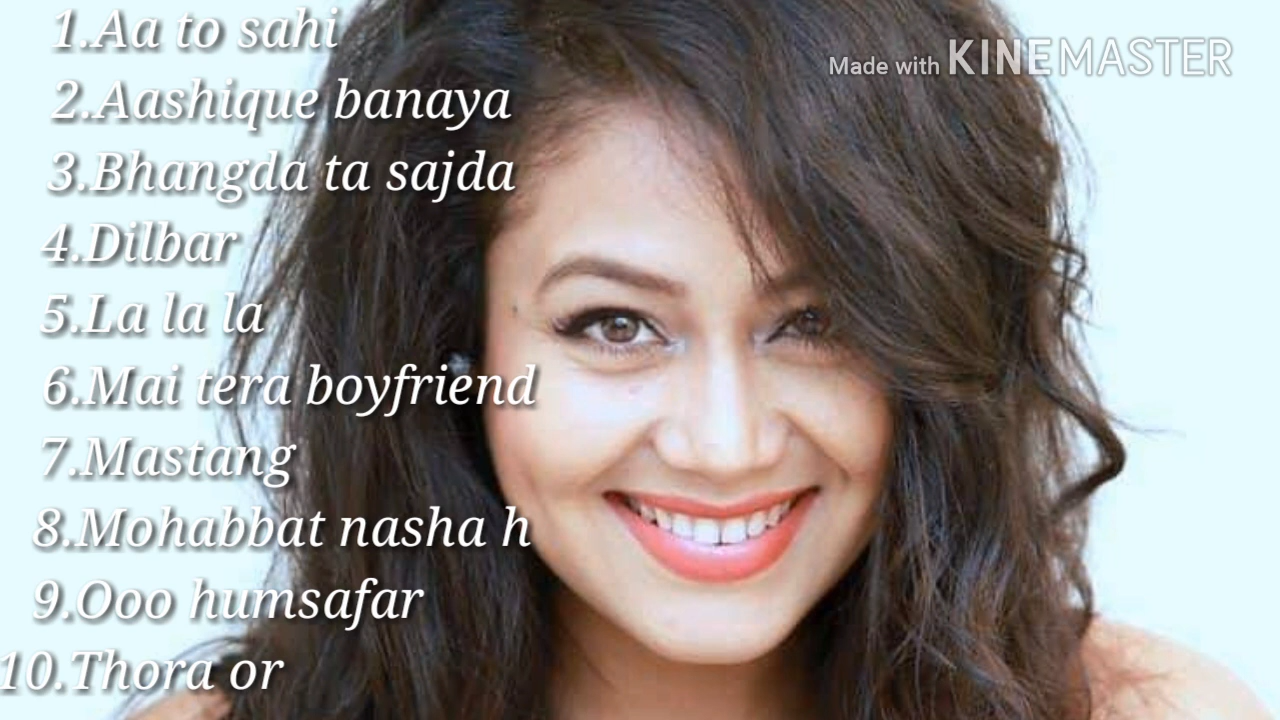 1.Aa to sahi
Made with KINEMASTER
2.Aashique banaya
3.Bhangda ta sajda
4.Dilbar
5.La la la
6.Mai tera boyfriend
7.Mastang
8.Mohabbat nasha h
9.Ooo humsafar
10.Thora or